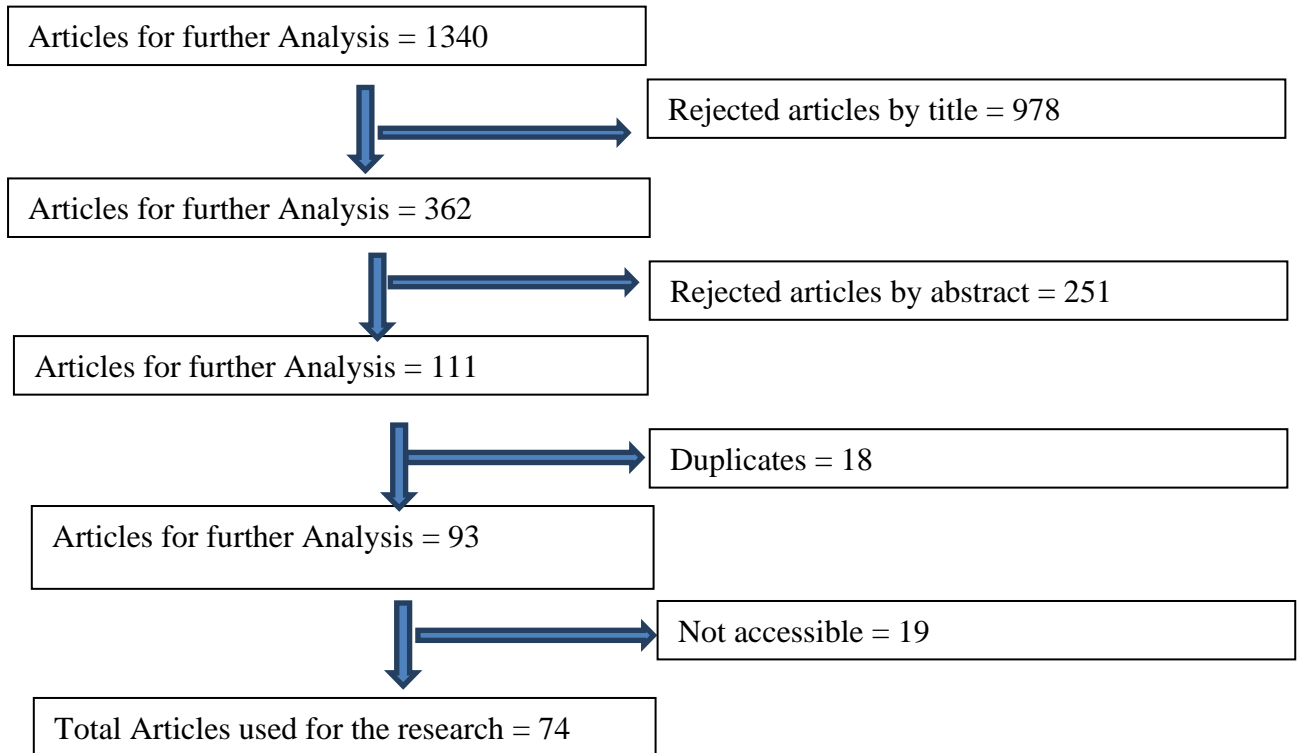 Articles for further Analysis = 1340
Rejected articles by title = 978
Articles for further Analysis = 362
Rejected articles by abstract = 251
Articles for further Analysis = 111
Duplicates = 18
Articles for further Analysis = 93
Not accessible = 19
Total Articles used for the research = 74